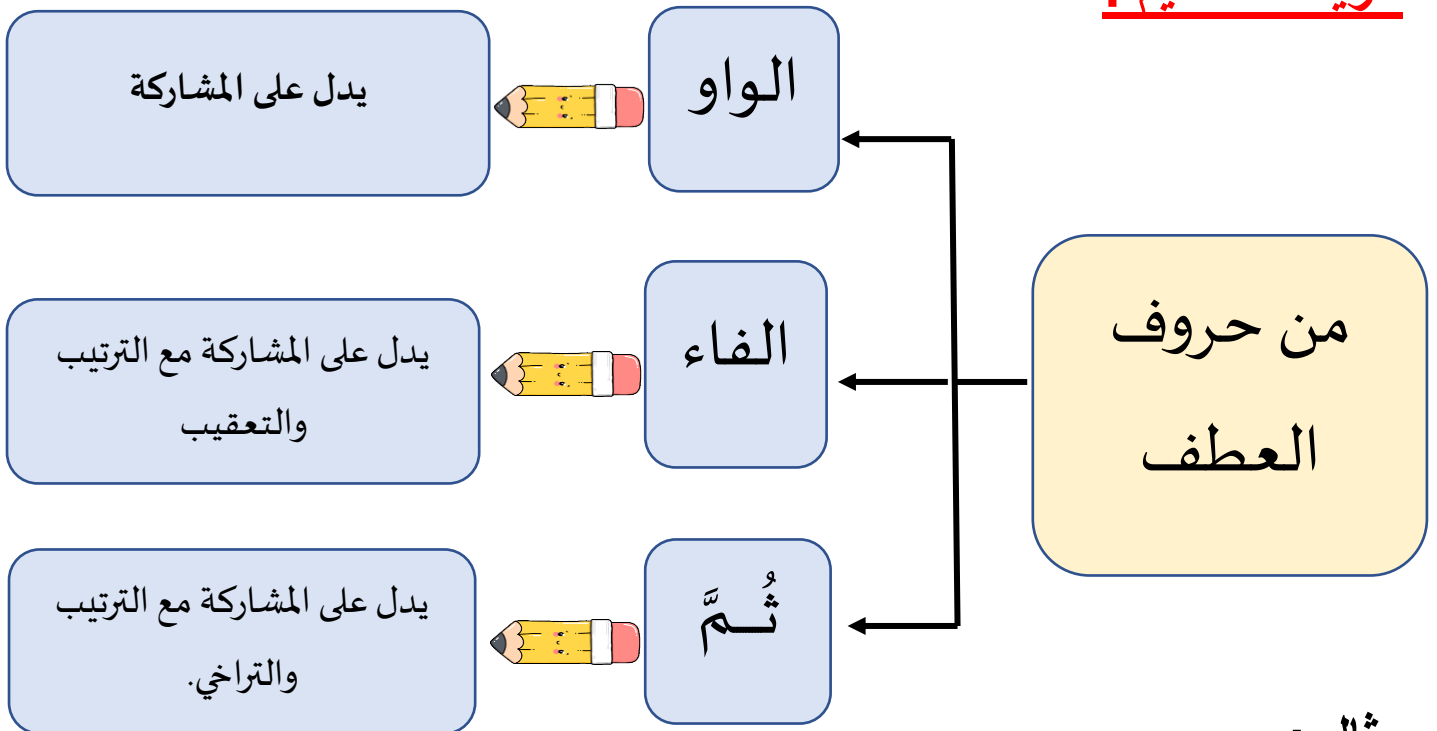 من حروف
العطف
الواو
يدل على المشاركة
الفاء
يدل على المشاركة مع الترتيب
والتعقيب
ثُمَّ
يدل على المشاركة مع الترتيب
والتراخي.